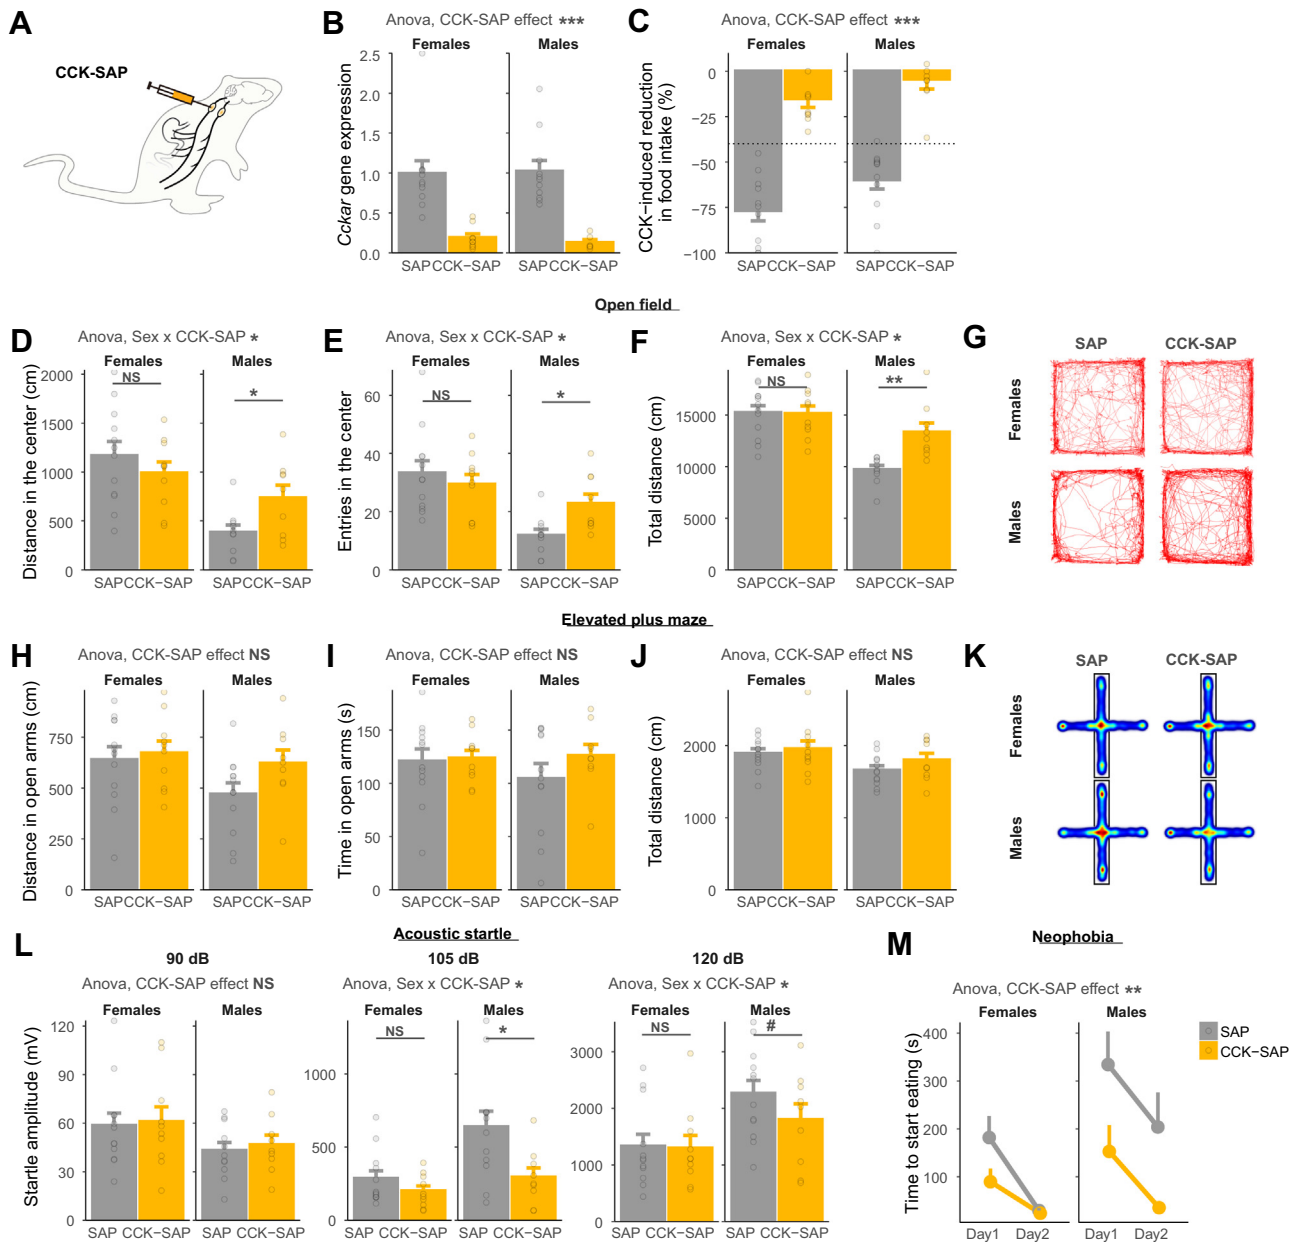 A
CCK-SAP
B
Anova, CCK-SAP effect ***
Females Males
Cckar gene expression
2.5
2.0
1.5
1.0
0.5
0.0
SAP CCK−SAP SAP CCK−SAP
C
Anova, CCK-SAP effect ***
Females Males
CCK−induced reduction
in food intake (%)
0
−25
−50
−75
−100
SAP CCK−SAP SAP CCK−SAP
Open field
D
Anova, Sex x CCK-SAP *
Females Males
NS *
Distance in the center (cm)
2000
1500
1000
500
0
SAP CCK−SAP SAP CCK−SAP
E
Anova, Sex x CCK-SAP *
Females Males
NS *
Entries in the center
60
40
20
0
SAP CCK−SAP SAP CCK−SAP
F
Anova, Sex x CCK-SAP *
Females Males
NS **
Total distance (cm)
15000
10000
5000
0
SAP CCK−SAP SAP CCK−SAP
G
SAP CCK-SAP
Females
Males
Elevated plus maze
H
Anova, CCK-SAP effect NS
Females Males
Distance in open arms (cm)
750
500
250
0
SAP CCK−SAP SAP CCK−SAP
I
Anova, CCK-SAP effect NS
Females Males
Time in open arms (s)
150
100
50
0
SAP CCK−SAP SAP CCK−SAP
J
Anova, CCK-SAP effect NS
Females Males
Total distance (cm)
2000
1000
0
SAP CCK−SAP SAP CCK−SAP
K
SAP CCK-SAP
Females
Males
L
Acoustic startle
90 dB
Anova, CCK-SAP effect NS
Females Males
Startle amplitude (mV)
120
90
60
30
0
SAP CCK−SAP SAP CCK−SAP
105 dB
Anova, Sex x CCK-SAP *
Females Males
NS *
1000
500
0
SAP CCK−SAP SAP CCK−SAP
120 dB
Anova, Sex x CCK-SAP *
Females Males
NS #
3000
2000
1000
0
SAP CCK−SAP SAP CCK−SAP
M
Neophobia
Anova, CCK-SAP effect **
Females Males
Time to start eating (s)
400
300
200
100
Day1 Day2 Day1 Day2
SAP
CCK−SAP